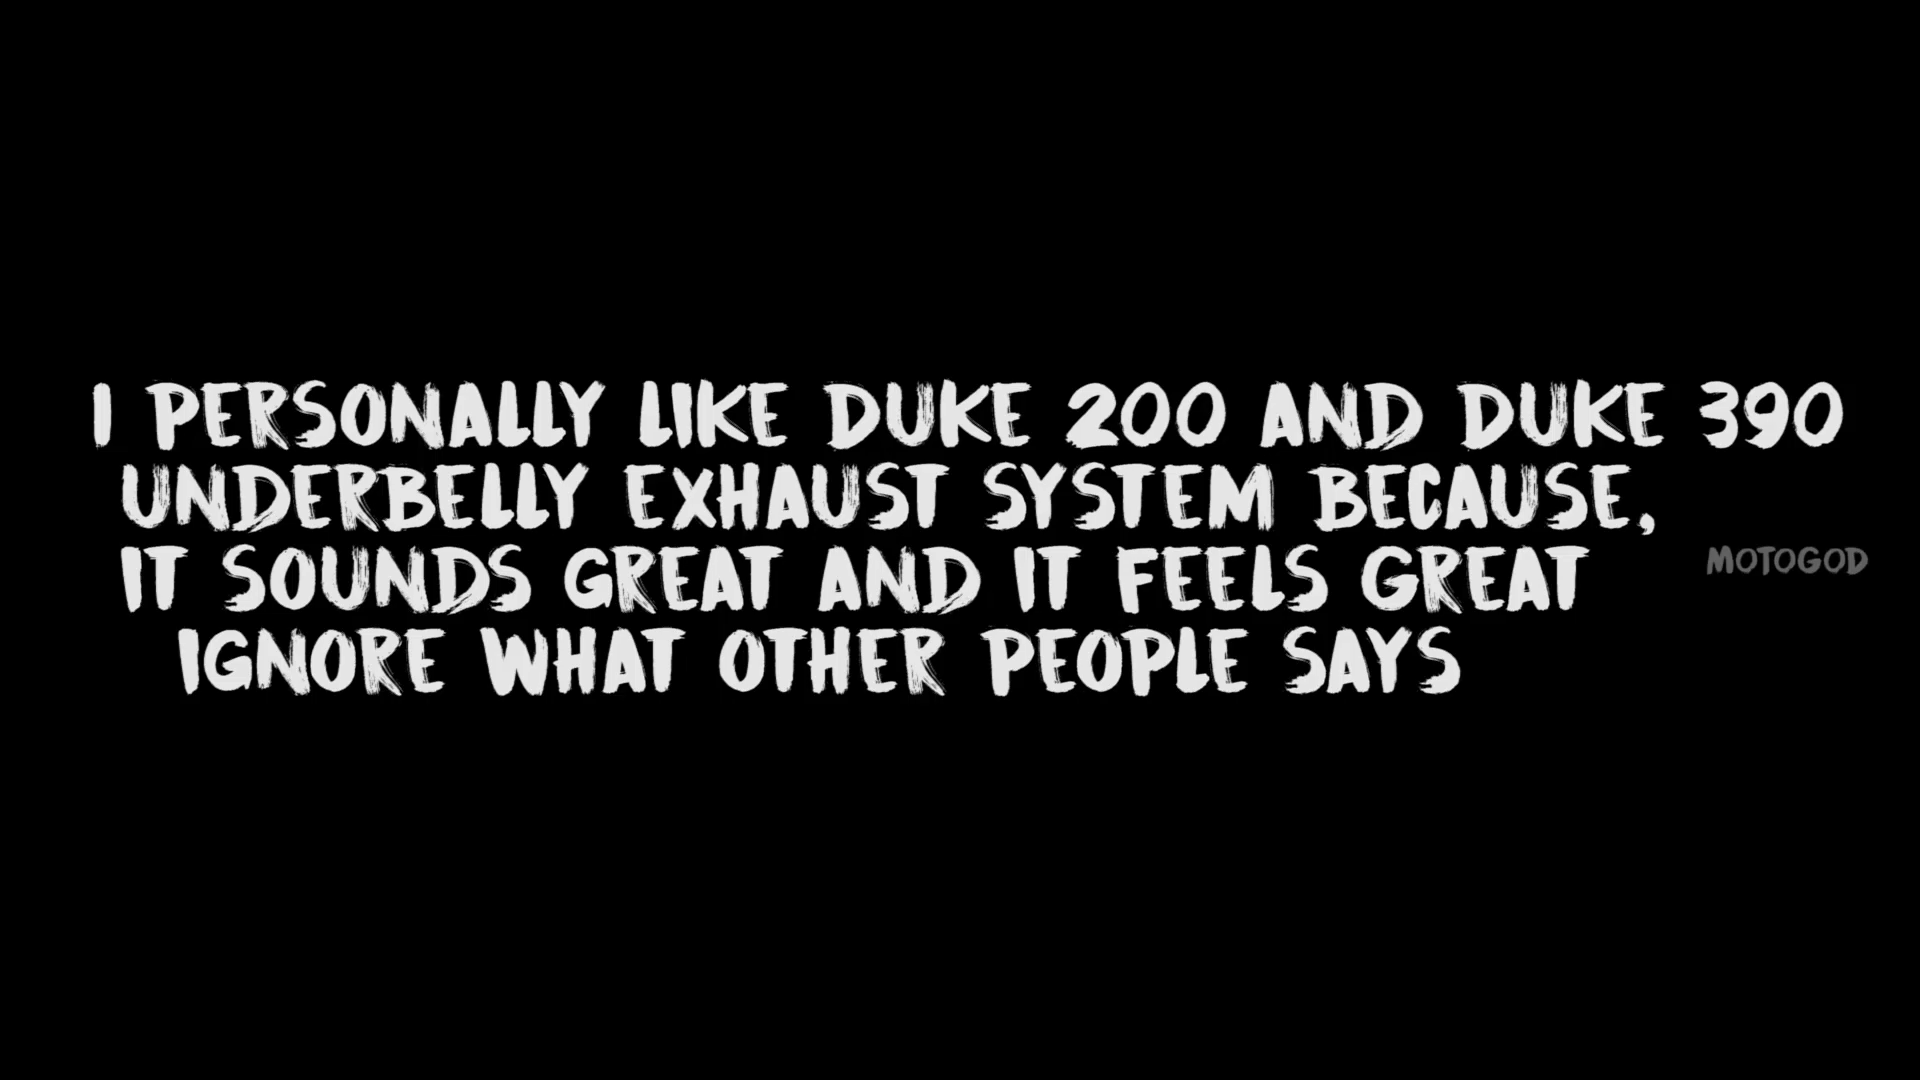 I PERSONALLY LIKE DUKE 200 AND DUKE 390
UNDERBELLY EXHAUST SYSTEM BECAUSE,
IT SOUNDS GREAT AND IT FEELS GREAT
IGNORE WHAT OTHER PEOPLE SAYS
MOTOGOD